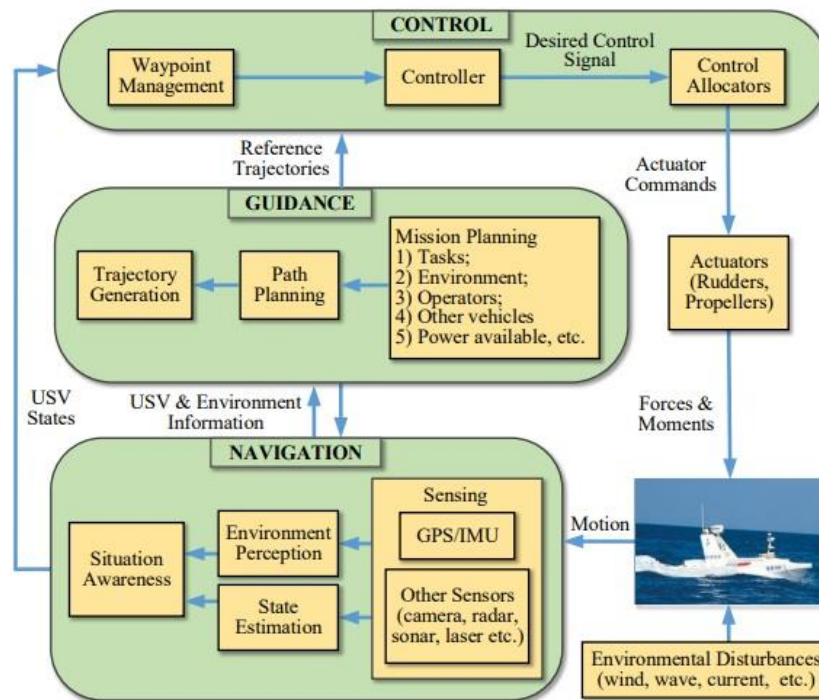 CONTROL
Waypoint
Management
Controller
Desired Control
Signal
Control
Allocators
Reference
Trajectories
Actuator
Commands
GUIDANCE
Trajectory
Generation
Path
Planning
Mission Planning
1) Tasks;
2) Environment;
3) Operators;
4) Other vehicles
5) Power available, etc.
Actuators
(Rudders,
Propellers)
USV
States
USV & Environment
Information
Forces &
Moments
NAVIGATION
Situation
Awareness
Environment
Perception
State
Estimation
Sensing
GPS/IMU
Other Sensors
(camera, radar,
sonar, laser etc.)
Motion
Environmental Disturbances
(wind, wave, current, etc.)